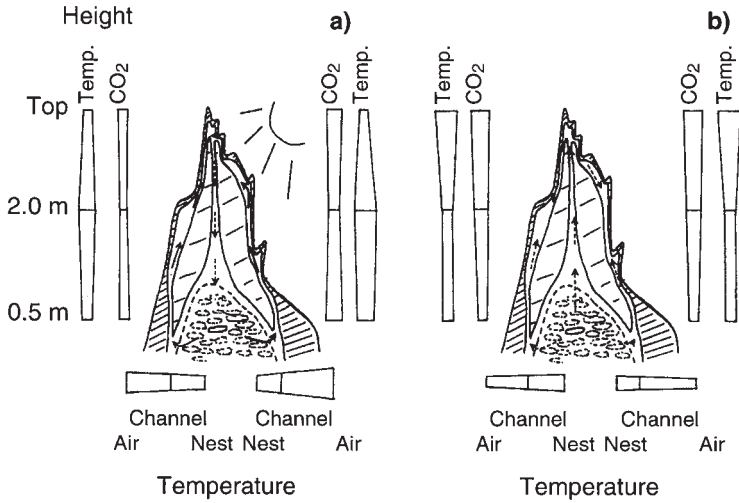 Height
a)
b)
Temp.
CO2
CO2
Temp.
Temp.
CO2
CO2
Temp.
Top
2.0 m
0.5 m
Channel
Channel
Channel
Channel
Air Nest Nest Air
Air Nest Nest Air
Temperature
Temperature